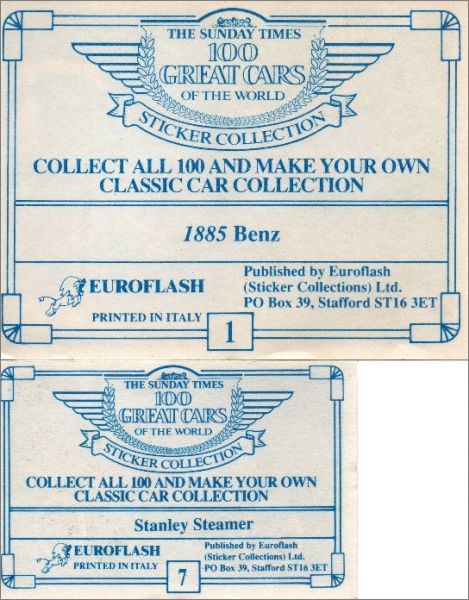 THE SUNDAY TIMES
100
GREAT CARS
OF THE WORLD
STICKER COLLECTION
COLLECT ALL 100 AND MAKE YOUR OWN
CLASSIC CAR COLLECTION
1885 Benz
EUROFLASH
PRINTED IN ITALY
Published by Euroflash
(Sticker Collections) Ltd.
PO Box 39, Stafford ST16 3ET
1
THE SUNDAY TIMES
100
GREAT CARS
OF THE WORLD
STICKER COLLECTION
COLLECT ALL 100 AND MAKE YOUR OWN
CLASSIC CAR COLLECTION
Stanley Steamer
EUROFLASH
PRINTED IN ITALY
Published by Euroflash
(Sticker Collections) Ltd.
PO Box 39, Stafford ST16 3ET
7